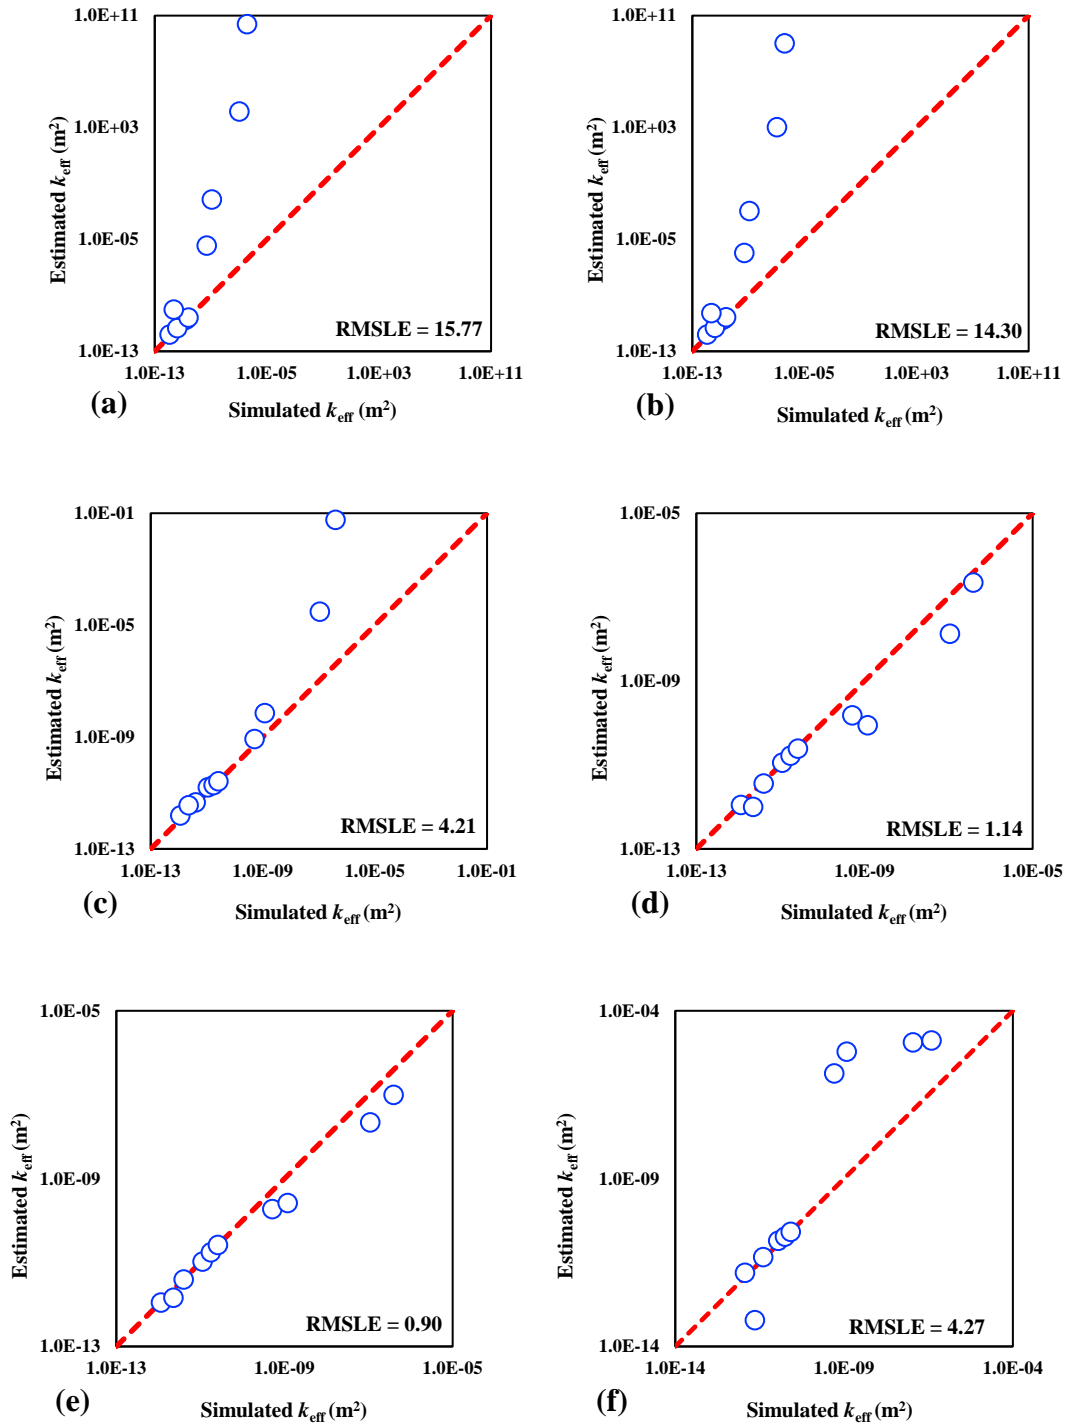 1.0E+11
1.0E+03
1.0E-05
1.0E-13
Estimated keff (m²)
RMSLE = 15.77
1.0E-13 1.0E-05 1.0E+03 1.0E+11
(a)
Simulated keff (m²)
1.0E+11
1.0E+03
1.0E-05
1.0E-13
Estimated keff (m²)
RMSLE = 14.30
1.0E-13 1.0E-05 1.0E+03 1.0E+11
(b)
Simulated keff (m²)
1.0E-01
1.0E-05
1.0E-09
1.0E-13
Estimated keff (m²)
RMSLE = 4.21
1.0E-13 1.0E-09 1.0E-05 1.0E-01
(c)
Simulated keff (m²)
1.0E-05
1.0E-09
1.0E-13
Estimated keff (m²)
RMSLE = 1.14
1.0E-13 1.0E-09 1.0E-05
(d)
Simulated keff (m²)
1.0E-05
1.0E-09
1.0E-13
Estimated keff (m²)
RMSLE = 0.90
1.0E-13 1.0E-09 1.0E-05
(e)
Simulated keff (m²)
1.0E-04
1.0E-09
1.0E-14
Estimated keff (m²)
RMSLE = 4.27
1.0E-14 1.0E-09 1.0E-04
(f)
Simulated keff (m²)